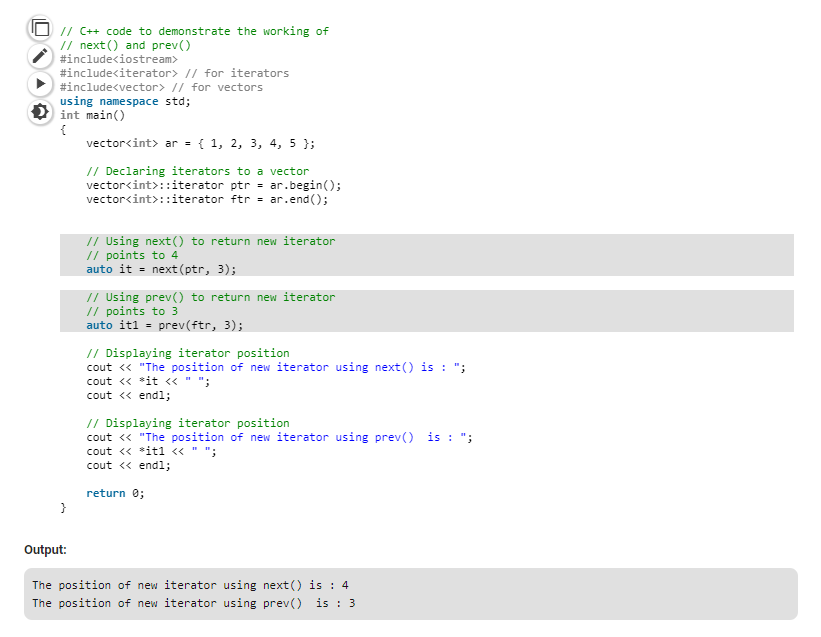 // C++ code to demonstrate the working of
// next() and prev()
#include<iostream>
#include<iterator> // for iterators
#include<vector> // for vectors
using namespace std;
int main()
{
    vector<int> ar = { 1, 2, 3, 4, 5 };
    // Declaring iterators to a vector
    vector<int>::iterator ptr = ar.begin();
    vector<int>::iterator ftr = ar.end();
    // Using next() to return new iterator
    // points to 4
    auto it = next(ptr, 3);
    // Using prev() to return new iterator
    // points to 3
    auto it1 = prev(ftr, 3);
    // Displaying iterator position
    cout << "The position of new iterator using next() is : ";
    cout << *it << " ";
    cout << endl;
    // Displaying iterator position
    cout << "The position of new iterator using prev()  is : ";
    cout << *it1 << " ";
    cout << endl;
    return 0;
}
Output:
The position of new iterator using next() is : 4
The position of new iterator using prev()  is : 3